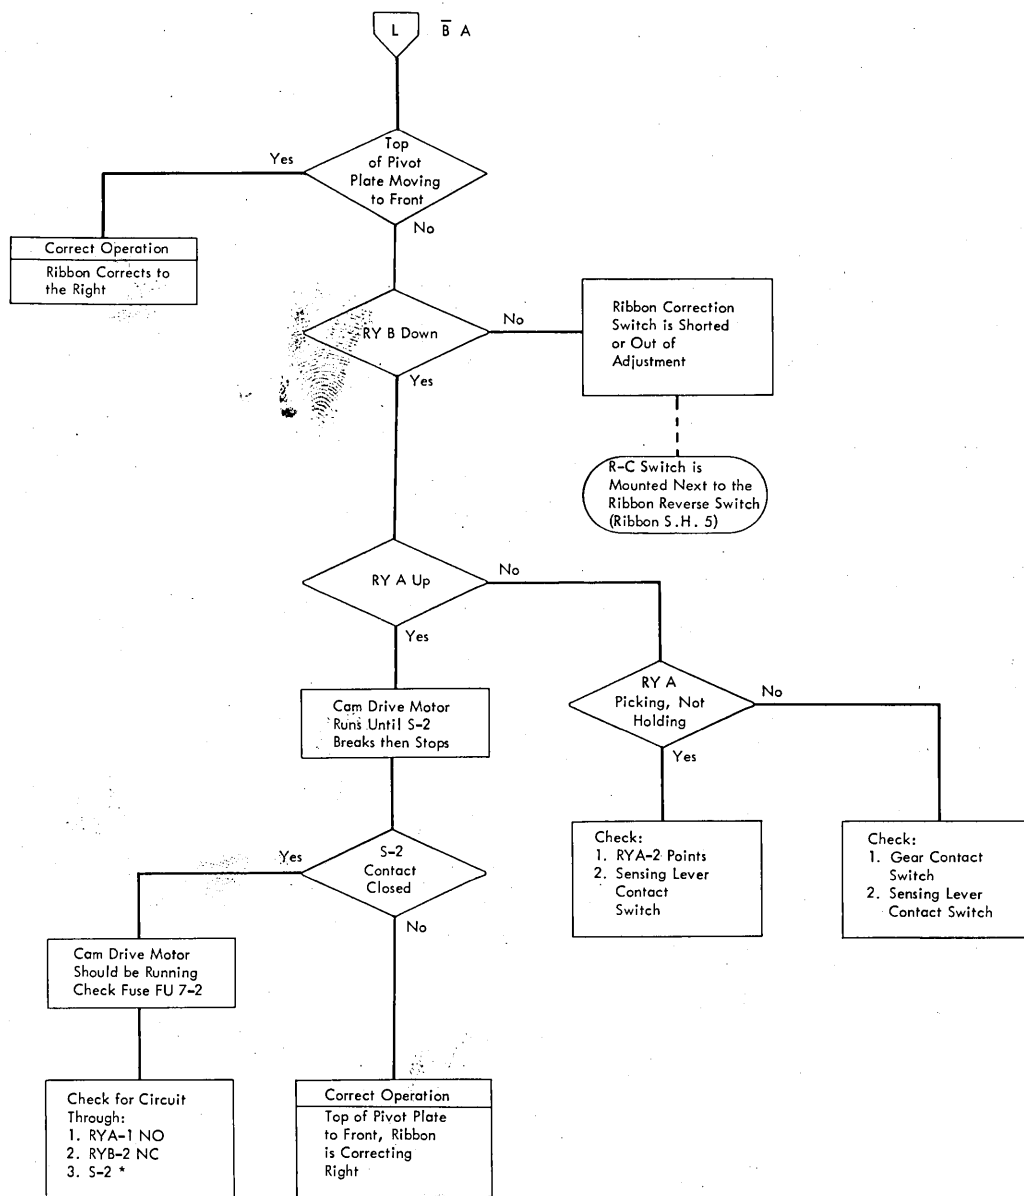 L
B̅ A
Top
of Pivot
Plate Moving
to Front
Yes
No
Correct Operation
Ribbon Corrects to
the Right
RY B Down
No
Yes
Ribbon Correction
Switch is Shorted
or Out of
Adjustment
R-C Switch is
Mounted Next to the
Ribbon Reverse Switch
(Ribbon S.H. 5)
RY A Up
No
Yes
RY A
Picking, Not
Holding
No
Yes
Cam Drive Motor
Runs Until S-2
Breaks then Stops
Check:
1. RYA-2 Points
2. Sensing Lever
Contact
Switch
Check:
1. Gear Contact
Switch
2. Sensing Lever
Contact Switch
S-2
Contact
Closed
Yes
No
Cam Drive Motor
Should be Running
Check Fuse FU 7-2
Check for Circuit
Through:
1. RYA-1 NO
2. RYB-2 NC
3. S-2 *
Correct Operation
Top of Pivot Plate
to Front, Ribbon
is Correcting
Right